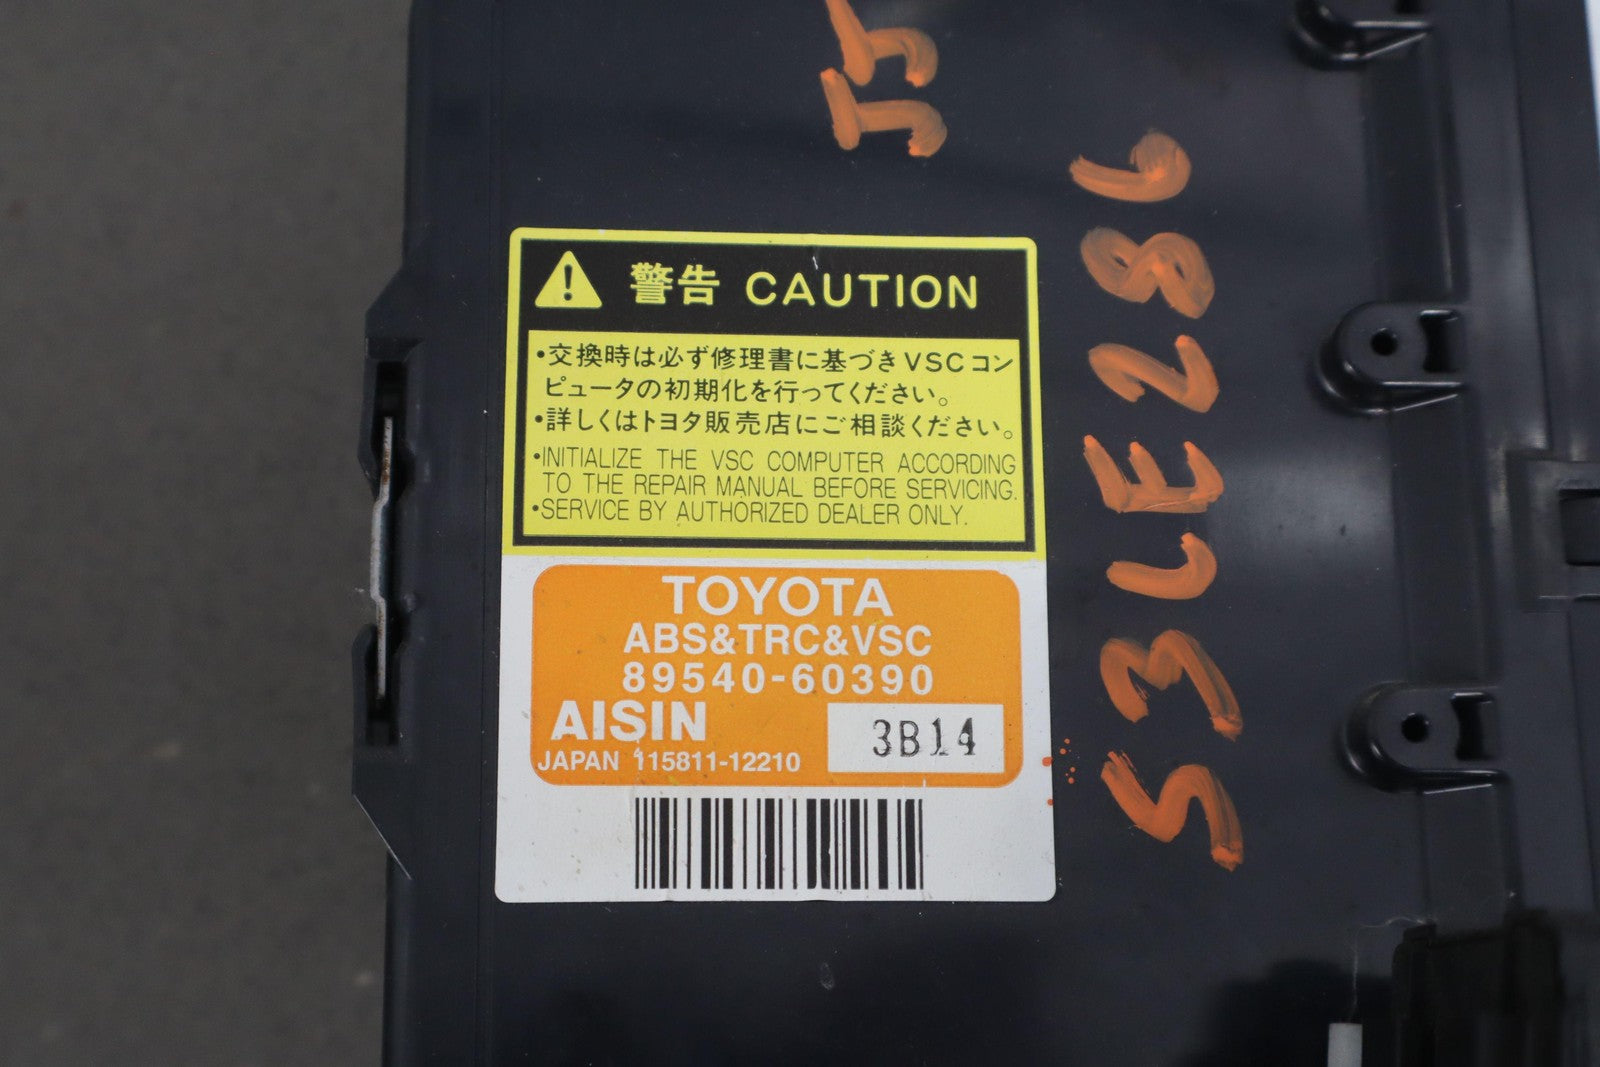 警告 CAUTION
•交換時は必ず修理書に基づきVSCコン
ピュータの初期化を行ってください。
•詳しくはトヨタ販売店にご相談ください。
•INITIALIZE THE VSC COMPUTER ACCORDING
TO THE REPAIR MANUAL BEFORE SERVICING.
•SERVICE BY AUTHORIZED DEALER ONLY.
TOYOTA
ABS&TRC&VSC
89540-60390
AISIN
3B14
JAPAN 115811-12210
S3LE286